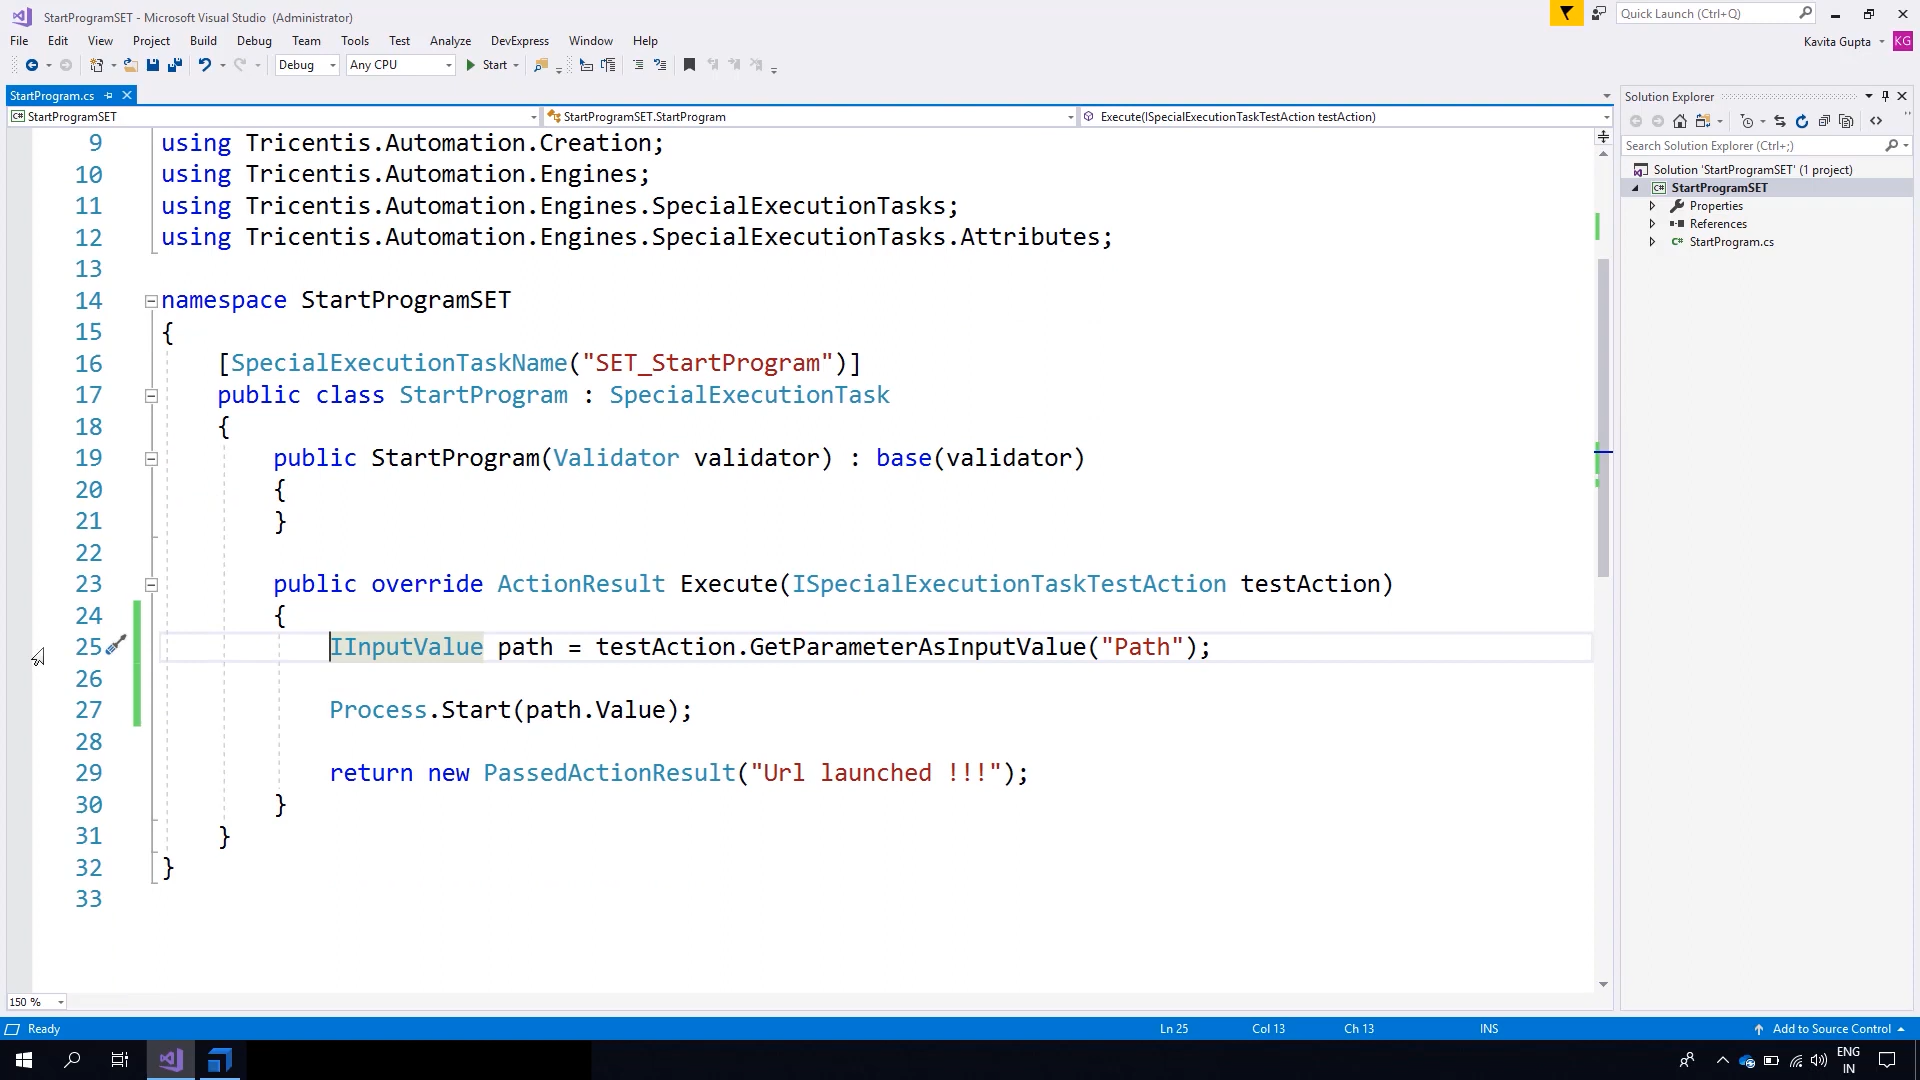 StartProgramSET - Microsoft Visual Studio (Administrator)
Quick Launch (Ctrl+Q)
File Edit View Project Build Debug Team Tools Test Analyze DevExpress Window Help
Kavita Gupta KG
Debug Any CPU Start
StartProgram.cs
Solution Explorer
C# StartProgramSET StartProgramSET.StartProgram Execute(ISpecialExecutionTaskTestAction testAction)
Search Solution Explorer (Ctrl+;)
Solution 'StartProgramSET' (1 project)
C# StartProgramSET
Properties
References
C# StartProgram.cs
9 using Tricentis.Automation.Creation;
10 using Tricentis.Automation.Engines;
11 using Tricentis.Automation.Engines.SpecialExecutionTasks;
12 using Tricentis.Automation.Engines.SpecialExecutionTasks.Attributes;
13
14 namespace StartProgramSET
15 {
16 [SpecialExecutionTaskName("SET_StartProgram")]
17 public class StartProgram : SpecialExecutionTask
18 {
19 public StartProgram(Validator validator) : base(validator)
20 {
21 }
22
23 public override ActionResult Execute(ISpecialExecutionTaskTestAction testAction)
24 {
25 IInputValue path = testAction.GetParameterAsInputValue("Path");
26
27 Process.Start(path.Value);
28
29 return new PassedActionResult("Url launched !!!");
30 }
31 }
32 }
33
150 %
Ready Ln 25 Col 13 Ch 13 INS Add to Source Control
ENG
IN